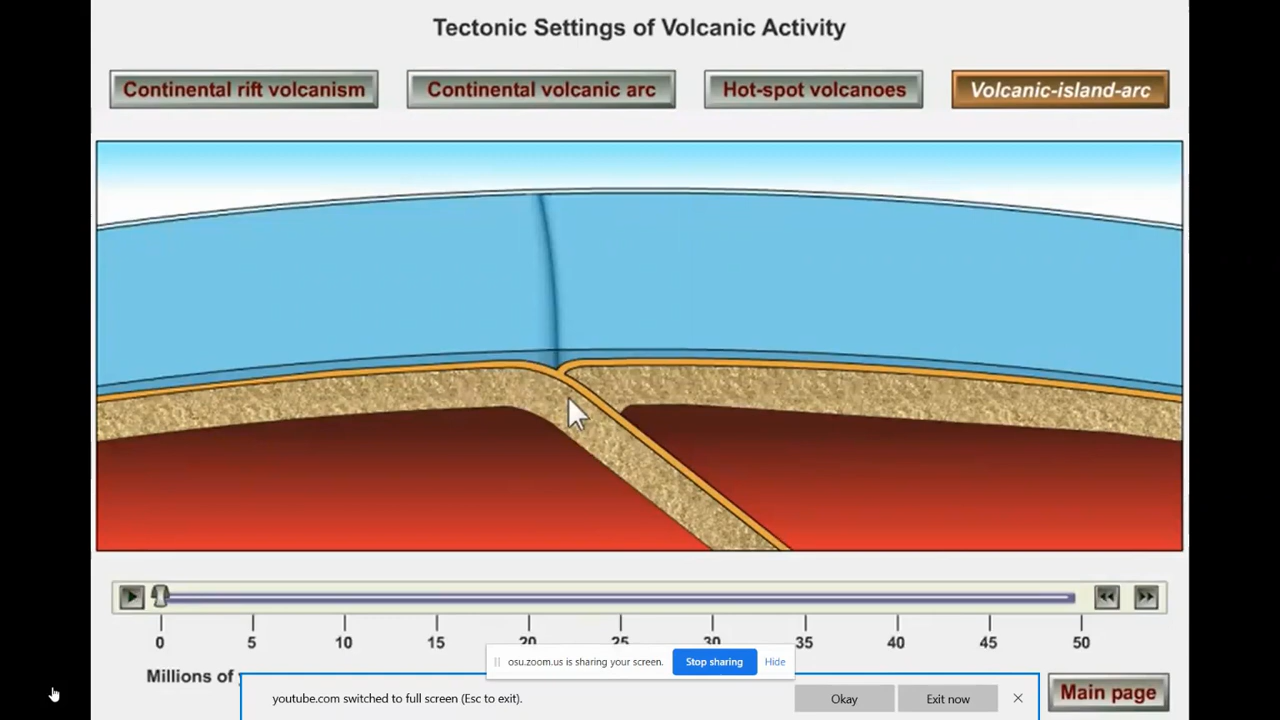 Tectonic Settings of Volcanic Activity
Continental rift volcanism
Continental volcanic arc
Hot-spot volcanoes
Volcanic-island-arc
0 5 10 15 20 25 30 35 40 45 50
Millions of
osu.zoom.us is sharing your screen.
Stop sharing
Hide
youtube.com switched to full screen (Esc to exit).
Okay
Exit now
Main page